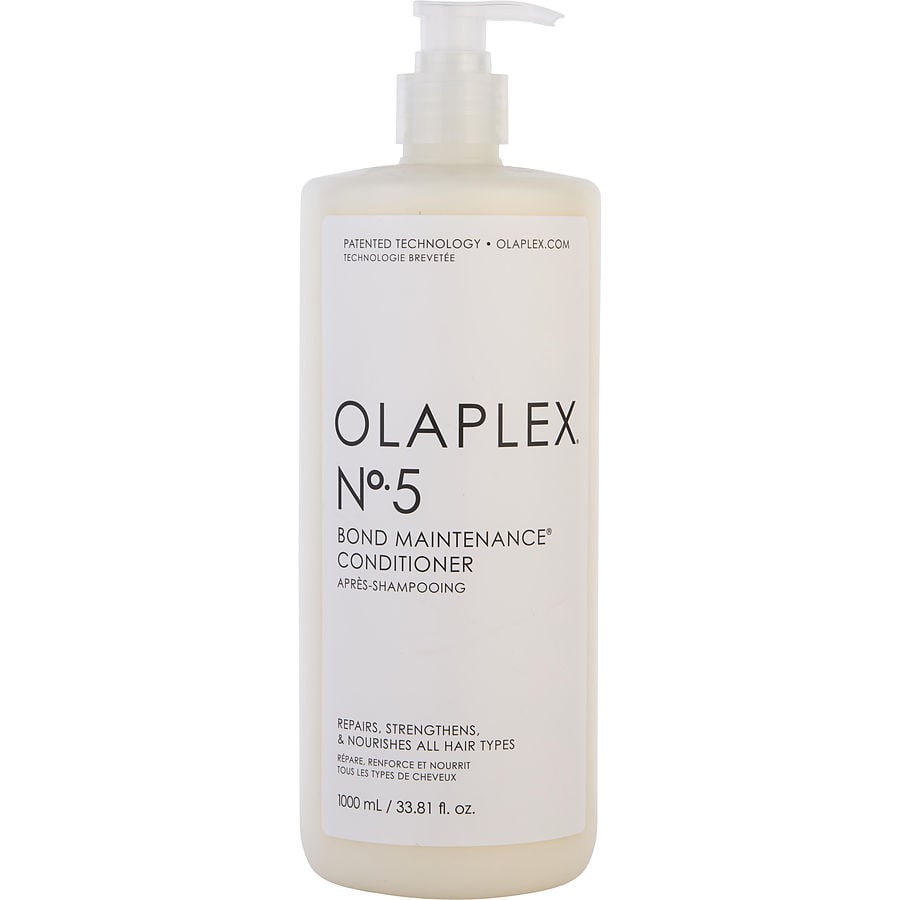 PATENTED TECHNOLOGY • OLAPLEX.COM
TECHNOLOGIE BREVETÉE
OLAPLEX®
Nº.5
BOND MAINTENANCE®
CONDITIONER
APRÈS-SHAMPOOING
REPAIRS, STRENGTHENS,
& NOURISHES ALL HAIR TYPES
RÉPARE, RENFORCE ET NOURRIT
TOUS LES TYPES DE CHEVEUX
1000 mL / 33.81 fl. oz.